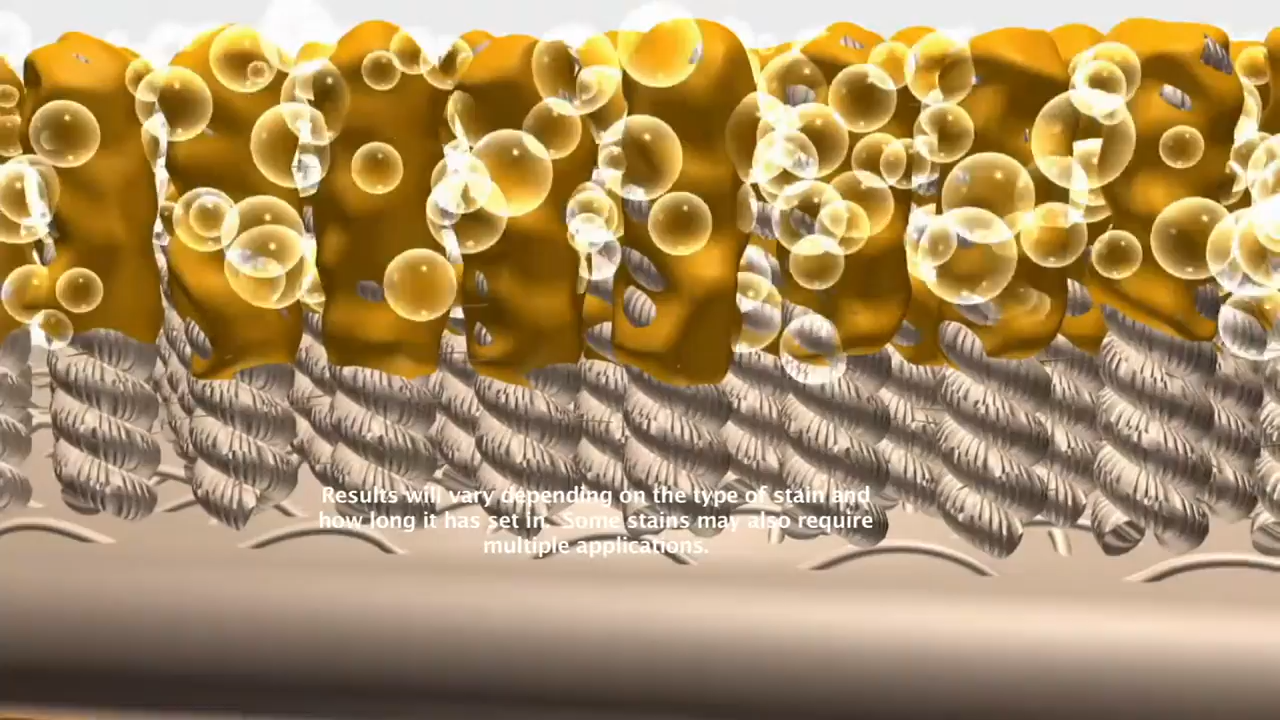 Results will vary depending on the type of stain and
how long it has set in. Some stains may also require
multiple applications.